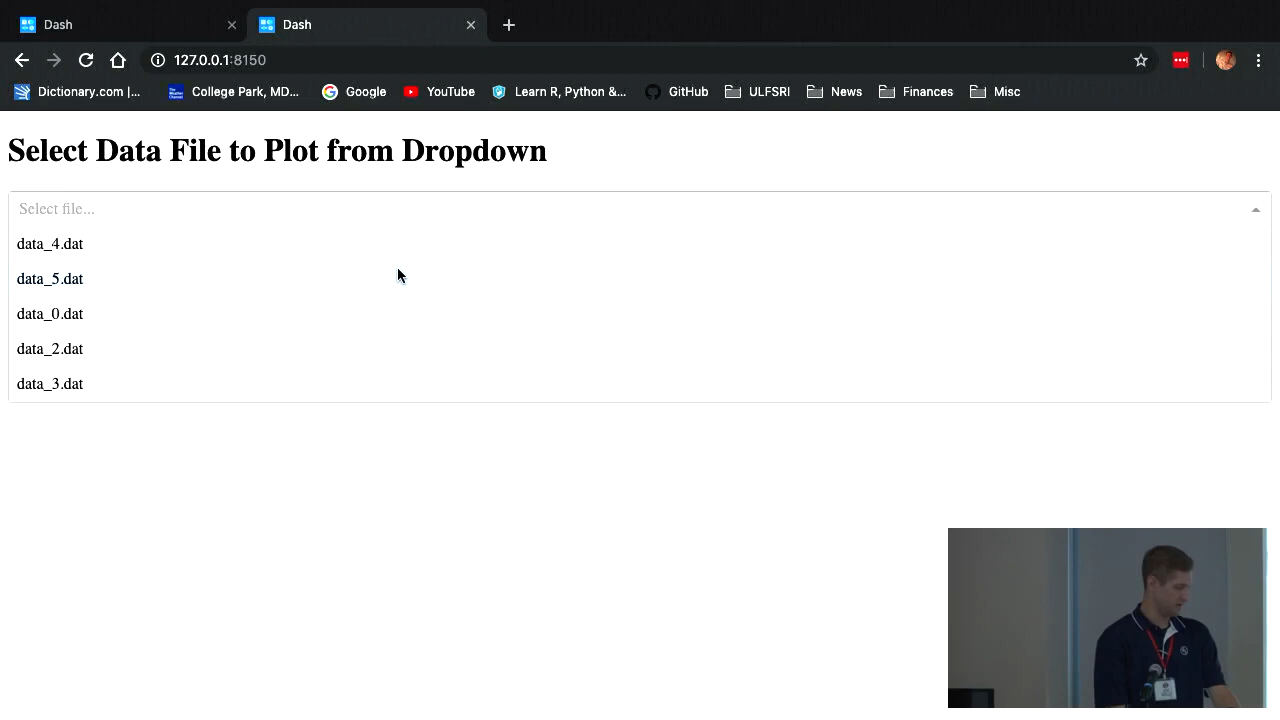 Dash
Dash
127.0.0.1:8150
Dictionary.com |...
College Park, MD...
Google
YouTube
Learn R, Python &...
GitHub
ULFSRI
News
Finances
Misc
Select Data File to Plot from Dropdown
Select file...
data_4.dat
data_5.dat
data_0.dat
data_2.dat
data_3.dat